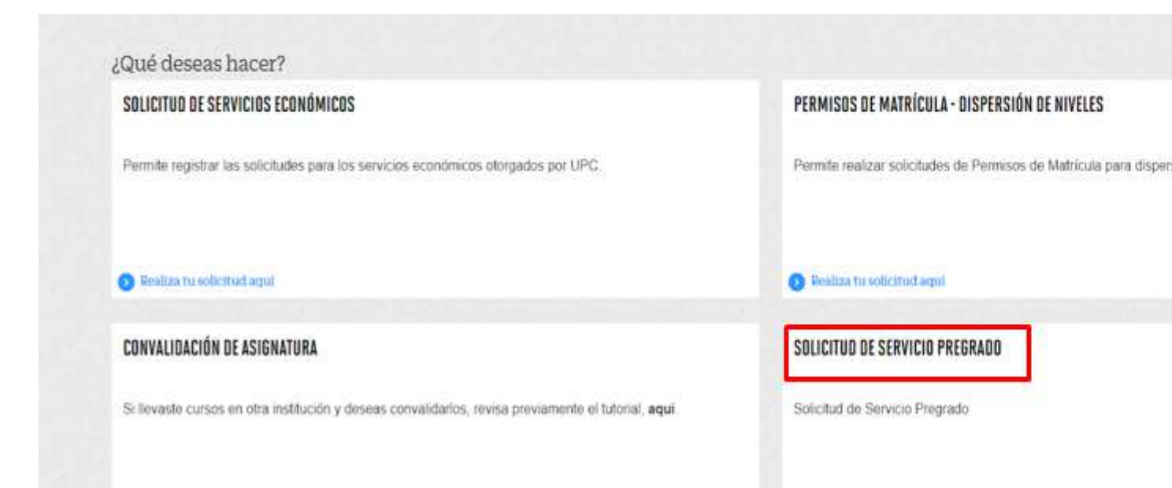 ¿Qué deseas hacer?
SOLICITUD DE SERVICIOS ECONÓMICOS
Permite registrar las solicitudes para los servicios económicos otorgados por UPC.
Realiza tu solicitud aquí
PERMISOS DE MATRÍCULA - DISPERSIÓN DE NIVELES
Permite realizar solicitudes de Permisos de Matrícula para dispers
Realiza tu solicitud aquí
CONVALIDACIÓN DE ASIGNATURA
Si llevaste cursos en otra institución y deseas convalidarlos, revisa previamente el tutorial, aquí.
SOLICITUD DE SERVICIO PREGRADO
Solicitud de Servicio Pregrado